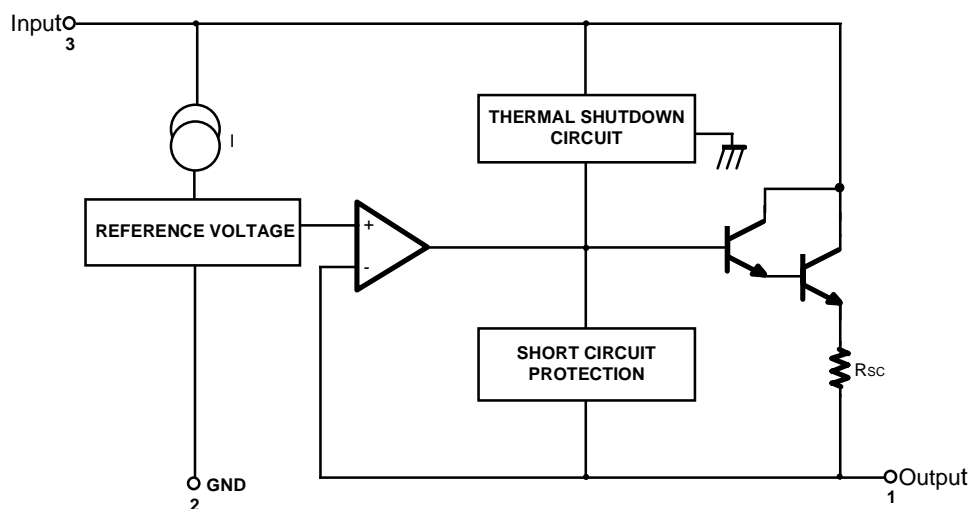 Input
3
THERMAL SHUTDOWN
CIRCUIT
I
REFERENCE VOLTAGE
+
-
SHORT CIRCUIT
PROTECTION
RSC
GND
2
Output
1